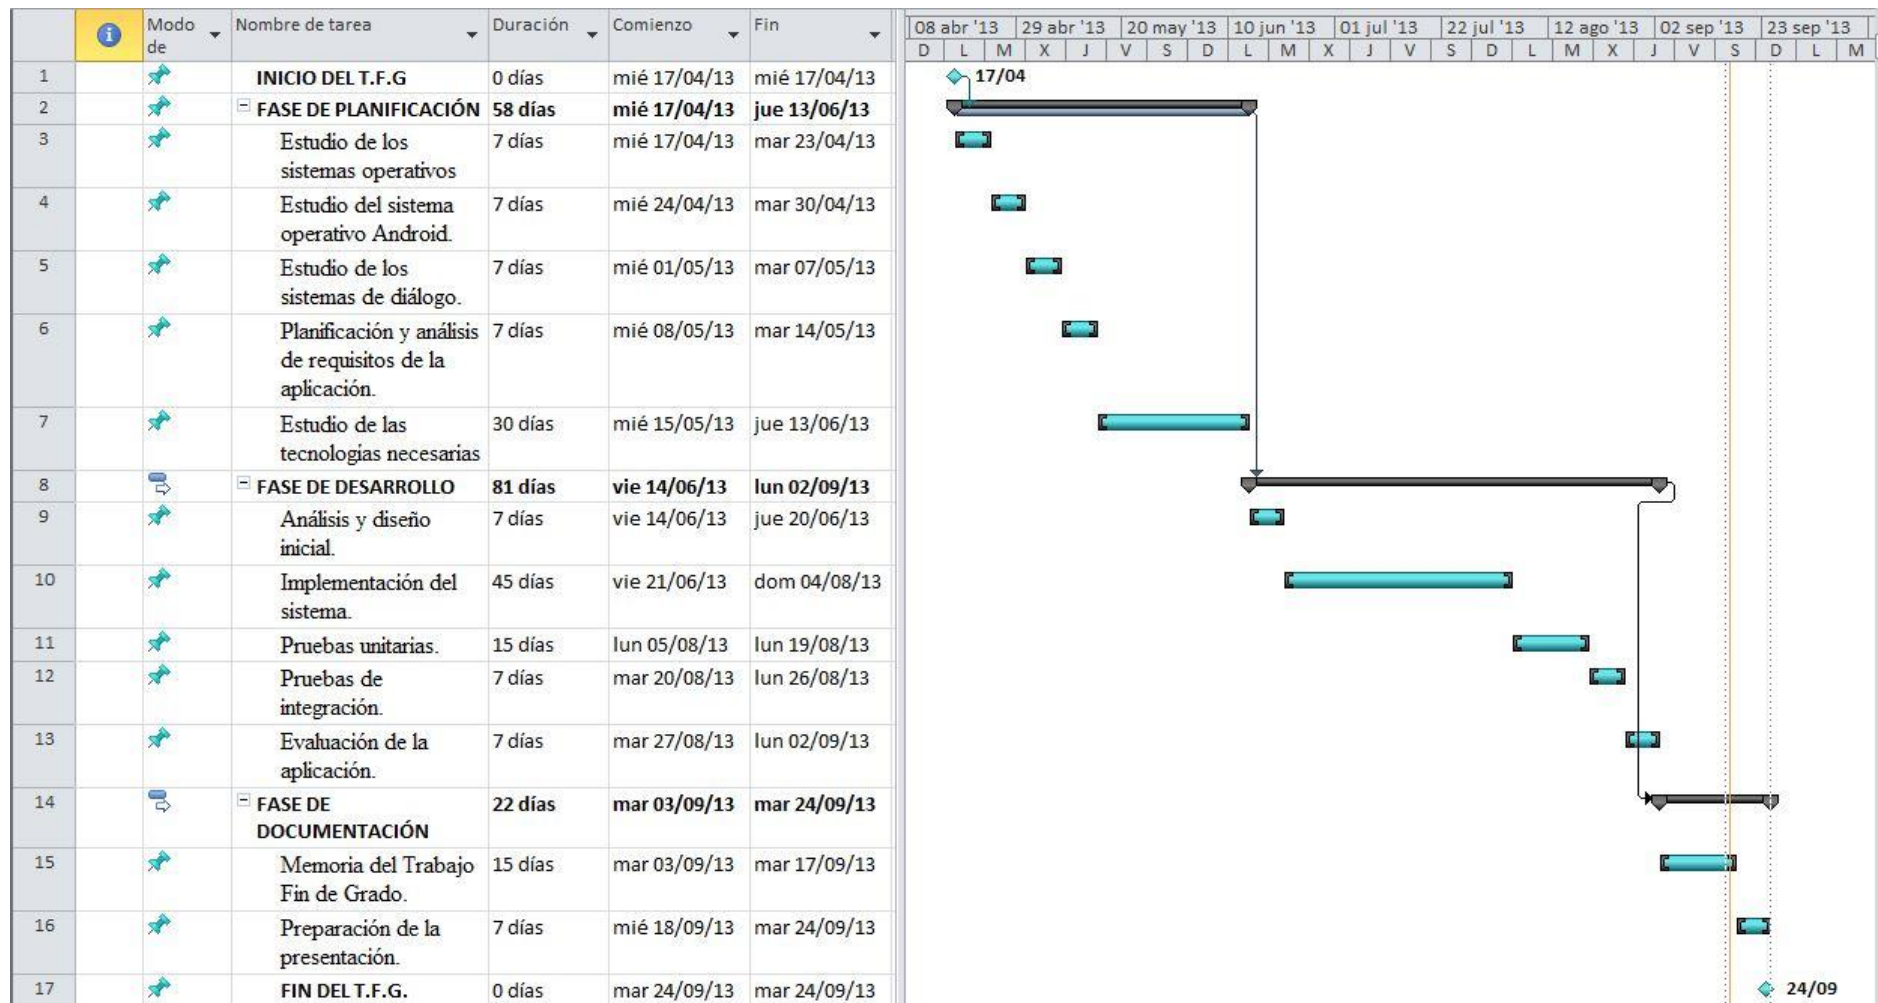 Modo de Nombre de tarea Duración Comienzo Fin
08 abr '13 29 abr '13 20 may '13 10 jun '13 01 jul '13 22 jul '13 12 ago '13 02 sep '13 23 sep '13
D L M X J V S D L M X J V S D L M X J V S D L M
1 INICIO DEL T.F.G 0 días mié 17/04/13 mié 17/04/13 17/04
2 FASE DE PLANIFICACIÓN 58 días mié 17/04/13 jue 13/06/13
3 Estudio de los 7 días mié 17/04/13 mar 23/04/13
sistemas operativos
4 Estudio del sistema 7 días mié 24/04/13 mar 30/04/13
operativo Android.
5 Estudio de los 7 días mié 01/05/13 mar 07/05/13
sistemas de diálogo.
6 Planificación y análisis 7 días mié 08/05/13 mar 14/05/13
de requisitos de la
aplicación.
7 Estudio de las 30 días mié 15/05/13 jue 13/06/13
tecnologías necesarias
8 FASE DE DESARROLLO 81 días vie 14/06/13 lun 02/09/13
9 Análisis y diseño 7 días vie 14/06/13 jue 20/06/13
inicial.
10 Implementación del 45 días vie 21/06/13 dom 04/08/13
sistema.
11 Pruebas unitarias. 15 días lun 05/08/13 lun 19/08/13
12 Pruebas de 7 días mar 20/08/13 lun 26/08/13
integración.
13 Evaluación de la 7 días mar 27/08/13 lun 02/09/13
aplicación.
14 FASE DE 22 días mar 03/09/13 mar 24/09/13
DOCUMENTACIÓN
15 Memoria del Trabajo 15 días mar 03/09/13 mar 17/09/13
Fin de Grado.
16 Preparación de la 7 días mié 18/09/13 mar 24/09/13
presentación.
17 FIN DEL T.F.G. 0 días mar 24/09/13 mar 24/09/13 24/09